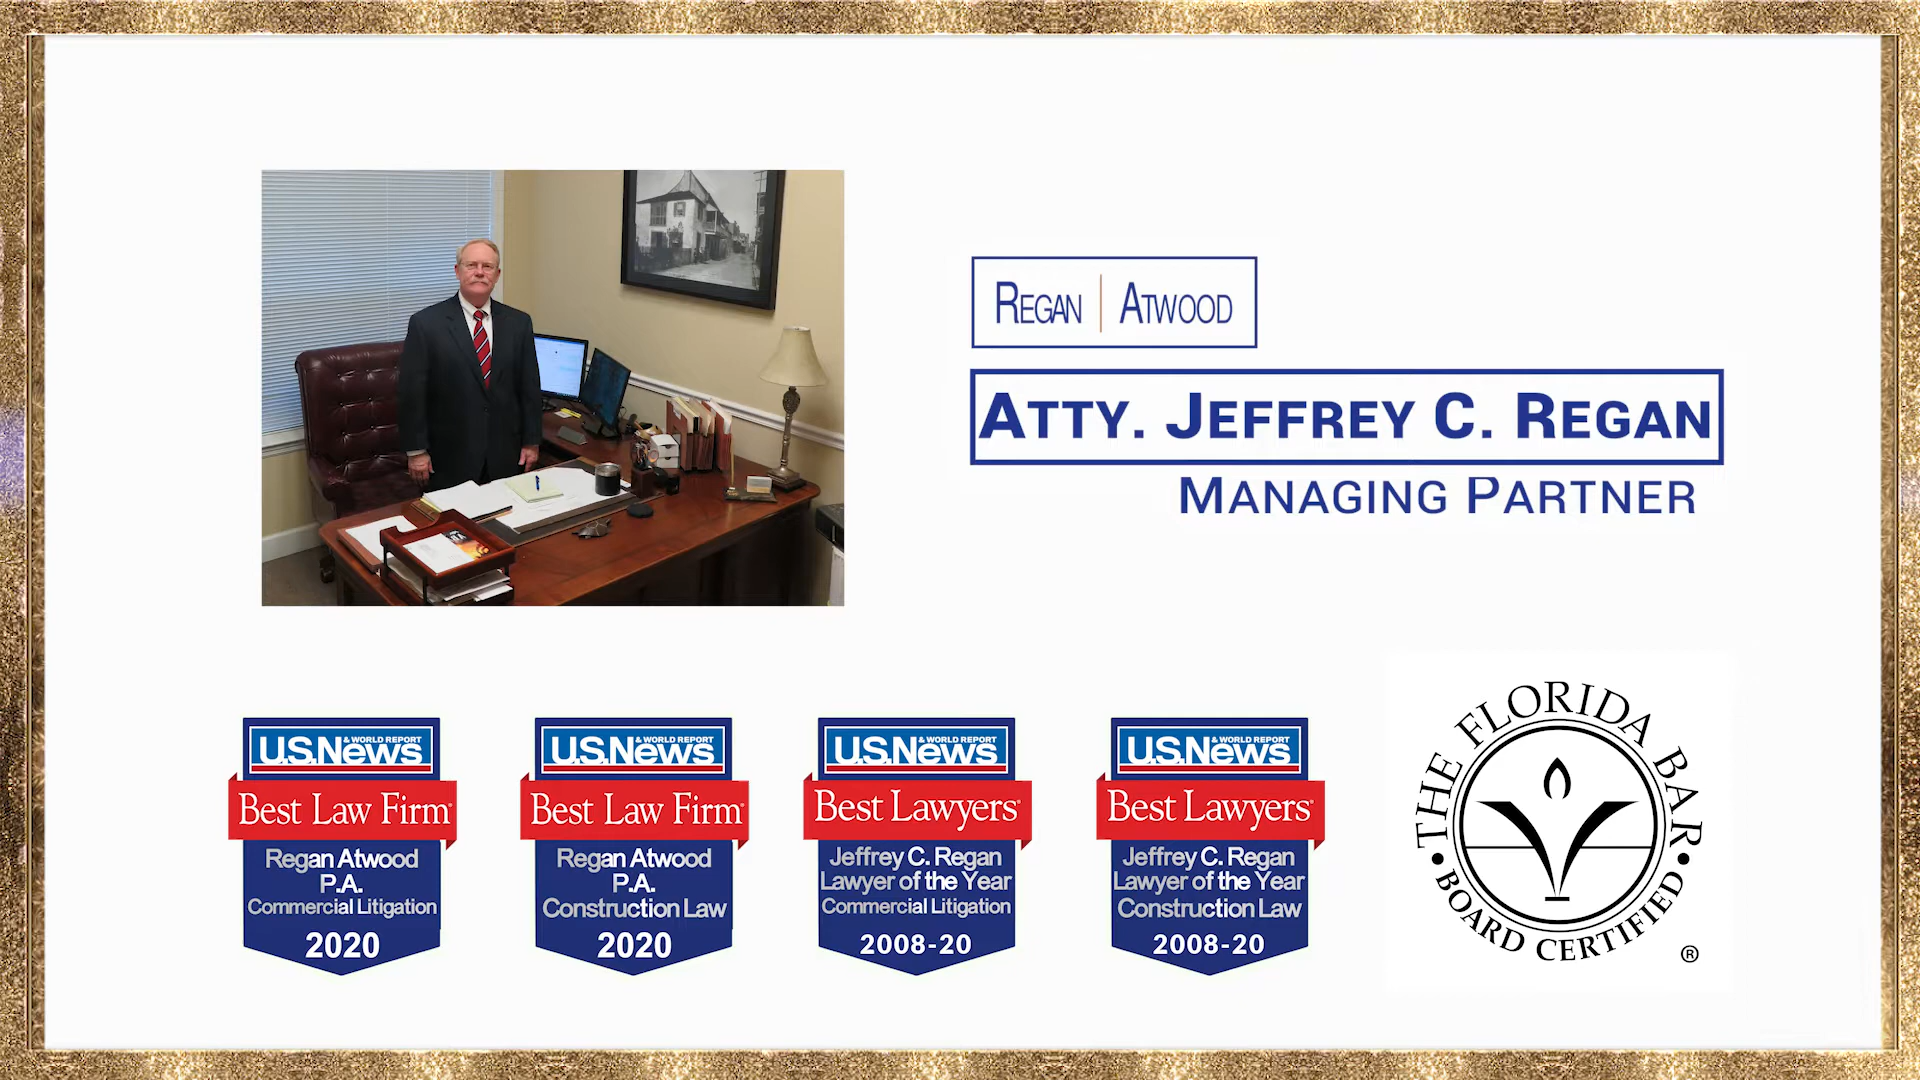 REGAN | ATWOOD
ATTY. JEFFREY C. REGAN
MANAGING PARTNER
U.S.News & WORLD REPORT
Best Law Firm®
Regan Atwood
P.A.
Commercial Litigation
2020
U.S.News & WORLD REPORT
Best Law Firm®
Regan Atwood
P.A.
Construction Law
2020
U.S.News & WORLD REPORT
Best Lawyers®
Jeffrey C. Regan
Lawyer of the Year
Commercial Litigation
2008-20
U.S.News & WORLD REPORT
Best Lawyers®
Jeffrey C. Regan
Lawyer of the Year
Construction Law
2008-20
THE FLORIDA BAR
• BOARD CERTIFIED •
®